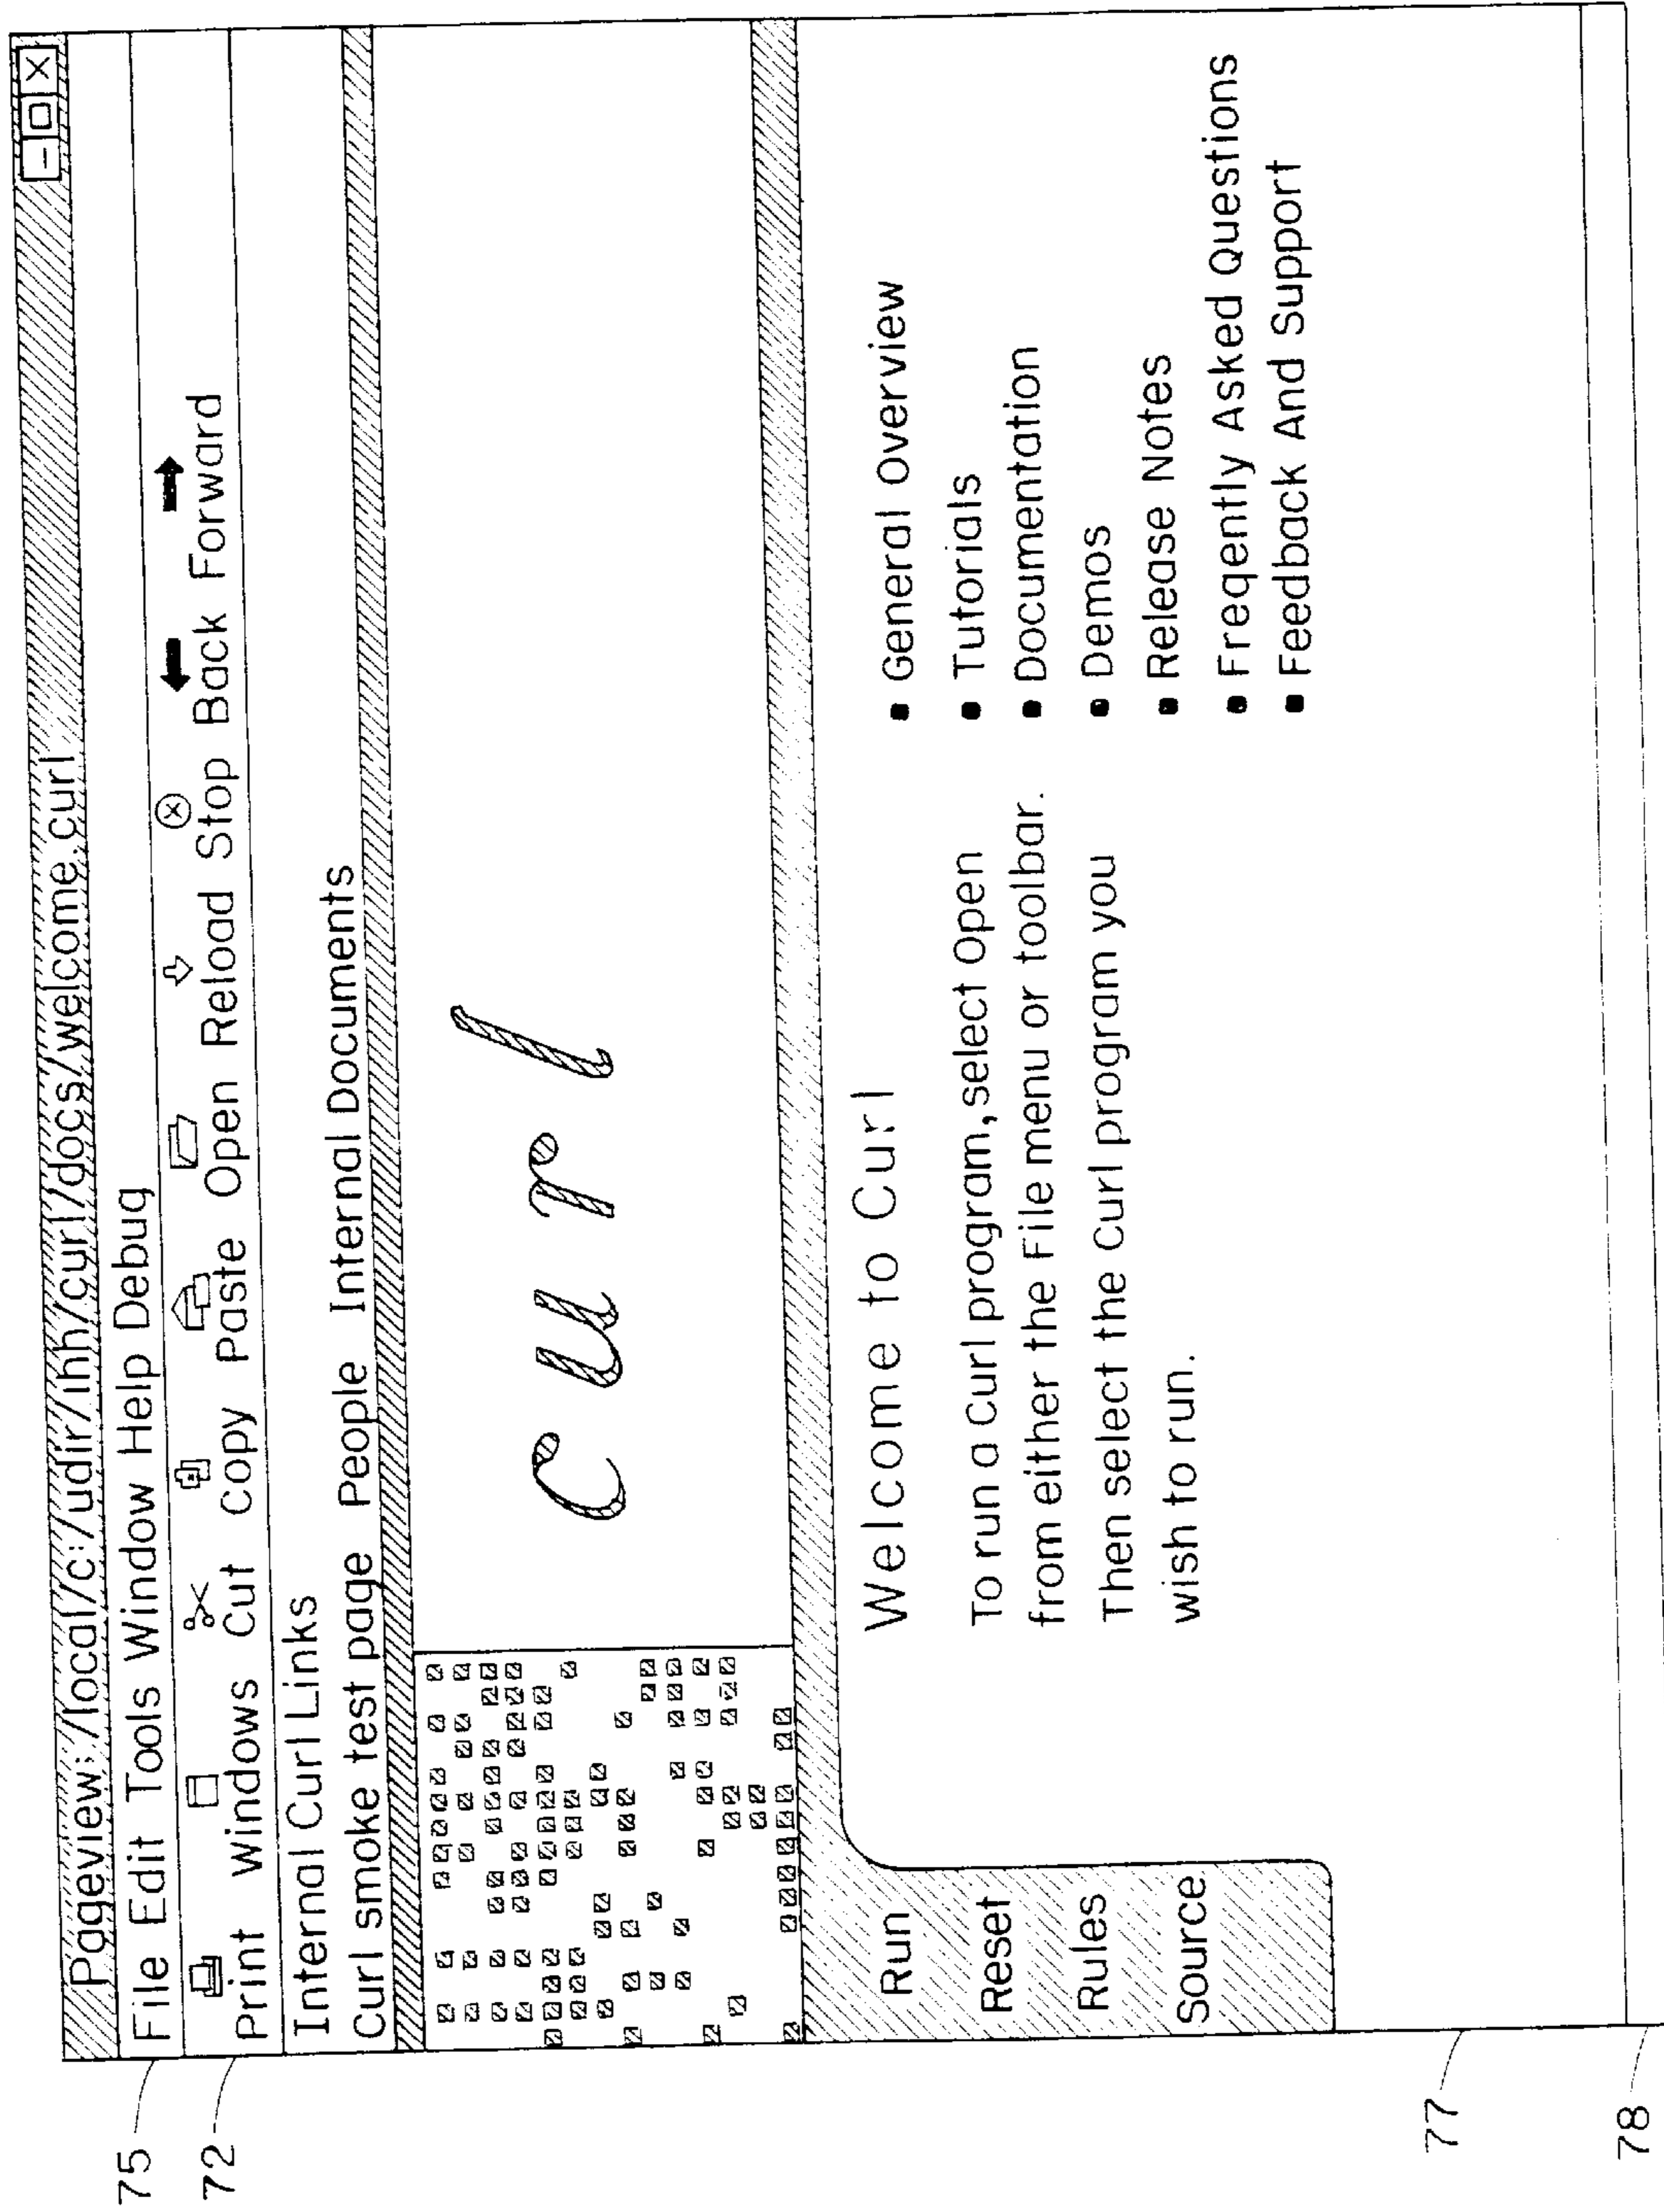 Pageview:/local/c:/udir/ihh/curl/docs/welcome.curl
75
File Edit Tools Window Help Debug
72
Print Windows Cut Copy Paste Open Reload Stop Back Forward
Internal Curl Links
Curl smoke test page People Internal Documents
Curl
Welcome to Curl
To run a Curl program, select Open
from either the File menu or toolbar.
Then select the Curl program you
wish to run.
Run
Reset
Rules
Source
▪ General Overview
▪ Tutorials
▪ Documentation
▪ Demos
▪ Release Notes
▪ Freqently Asked Questions
▪ Feedback And Support
77
78